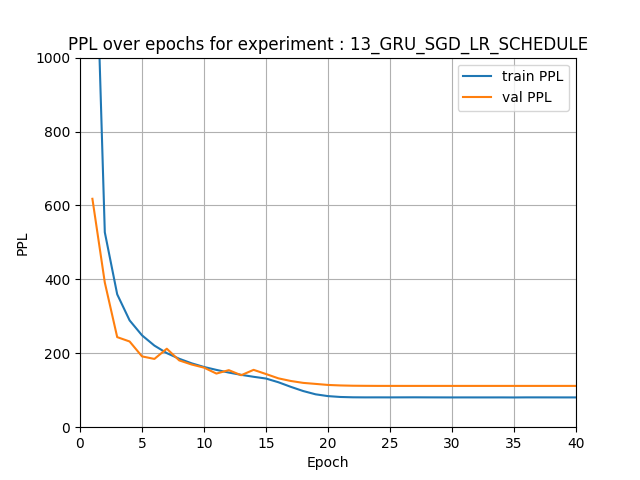 PPL over epochs for experiment : 13_GRU_SGD_LR_SCHEDULE
train PPL
val PPL
1000
800
600
400
200
0
PPL
0 5 10 15 20 25 30 35 40
Epoch